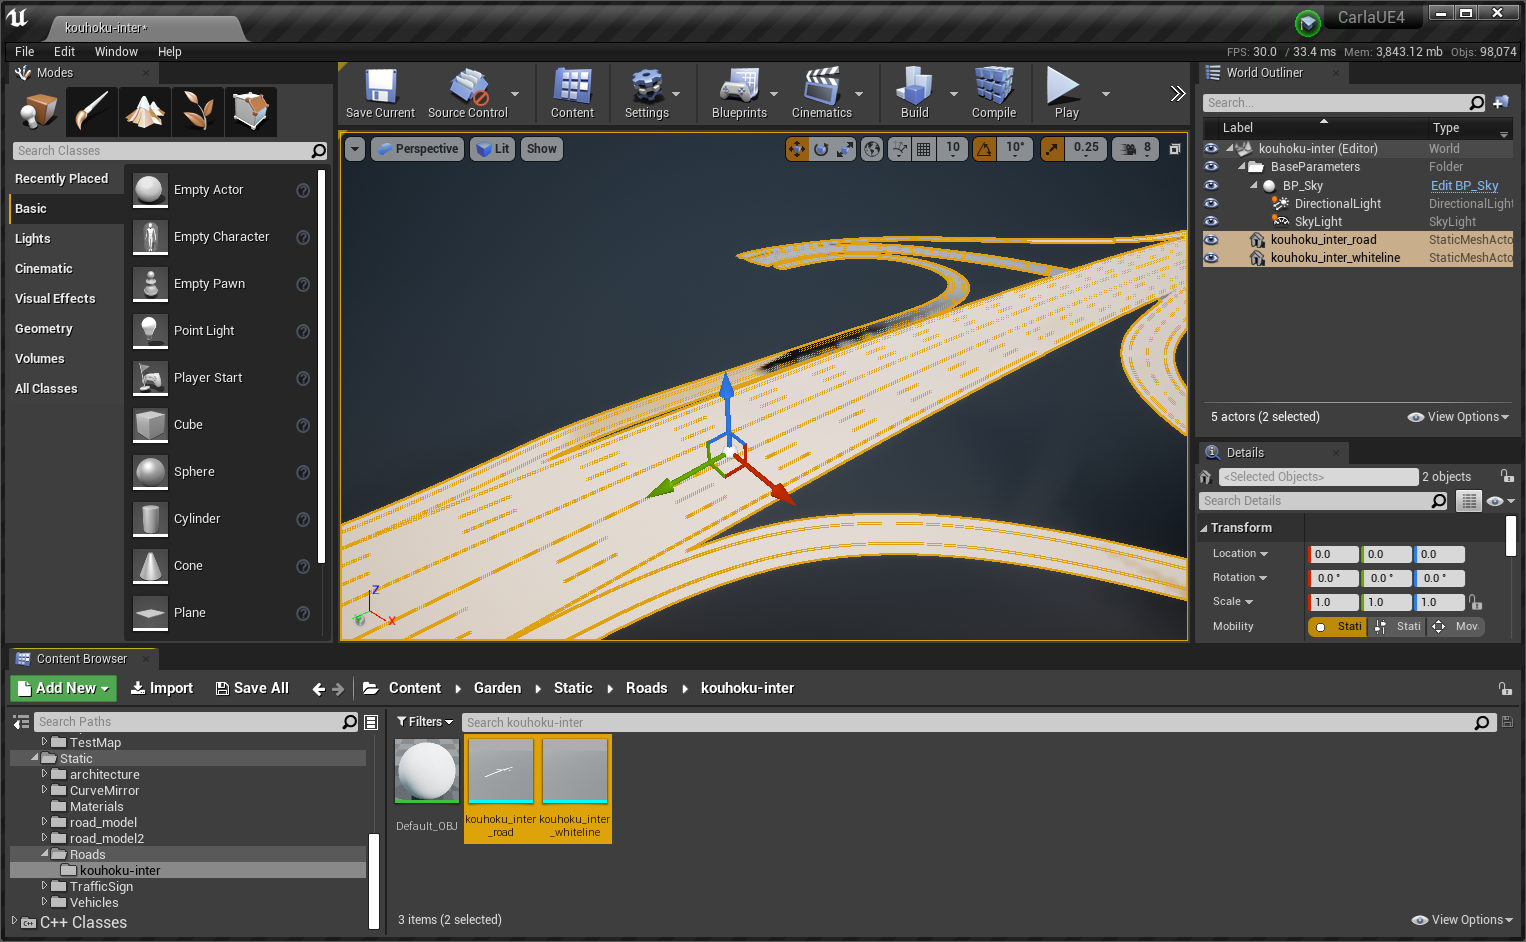 kouhoku-inter*
CarlaUE4
File Edit Window Help
FPS: 30.0 / 33.4 ms Mem: 3,843.12 mb Objs: 98,074
Modes
Search Classes
Recently Placed
Basic
Lights
Cinematic
Visual Effects
Geometry
Volumes
All Classes
Empty Actor
Empty Character
Empty Pawn
Point Light
Player Start
Cube
Sphere
Cylinder
Cone
Plane
Save Current Source Control Content Settings Blueprints Cinematics Build Compile Play
Perspective Lit Show 10 10° 0.25 8
Z
X
Y
World Outliner
Search...
Label Type
kouhoku-inter (Editor) World
BaseParameters Folder
BP_Sky Edit BP_Sky
DirectionalLight DirectionalLight
SkyLight SkyLight
kouhoku_inter_road StaticMeshActo
kouhoku_inter_whiteline StaticMeshActo
5 actors (2 selected) View Options
Details
<Selected Objects> 2 objects
Search Details
Transform
Location 0.0 0.0 0.0
Rotation 0.0 ° 0.0 ° 0.0 °
Scale 1.0 1.0 1.0
Mobility Stati Stati Mov
Content Browser
Add New Import Save All Content Garden Static Roads kouhoku-inter
Search Paths
TestMap
Static
architecture
CurveMirror
Materials
road_model
road_model2
Roads
kouhoku-inter
TrafficSign
Vehicles
C++ Classes
Filters Search kouhoku-inter
Default_OBJ
kouhoku_inter
_road
kouhoku_inter
_whiteline
3 items (2 selected) View Options